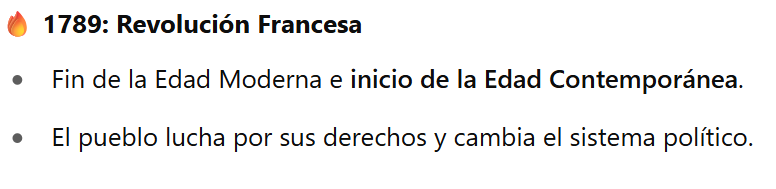 🔥 1789: Revolución Francesa
• Fin de la Edad Moderna e inicio de la Edad Contemporánea.
• El pueblo lucha por sus derechos y cambia el sistema político.